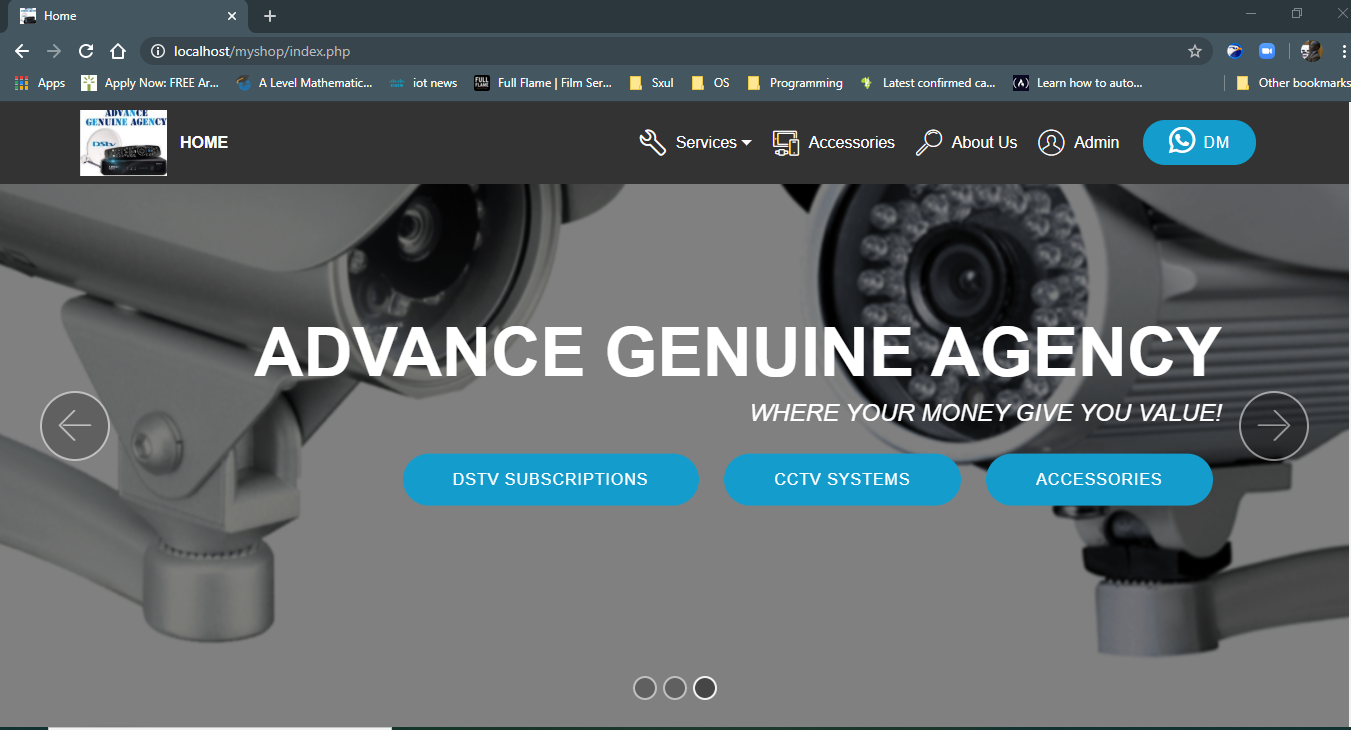 Home
localhost/myshop/index.php
Apps Apply Now: FREE Ar... A Level Mathematic... iot news FULL FLAME Full Flame | Film Ser... Sxul OS Programming Latest confirmed ca... (A) Learn how to auto... Other bookmarks
ADVANCE
GENUINE AGENCY
DStv
HOME Services Accessories About Us Admin DM
ADVANCE GENUINE AGENCY
WHERE YOUR MONEY GIVE YOU VALUE!
DSTV SUBSCRIPTIONS CCTV SYSTEMS ACCESSORIES